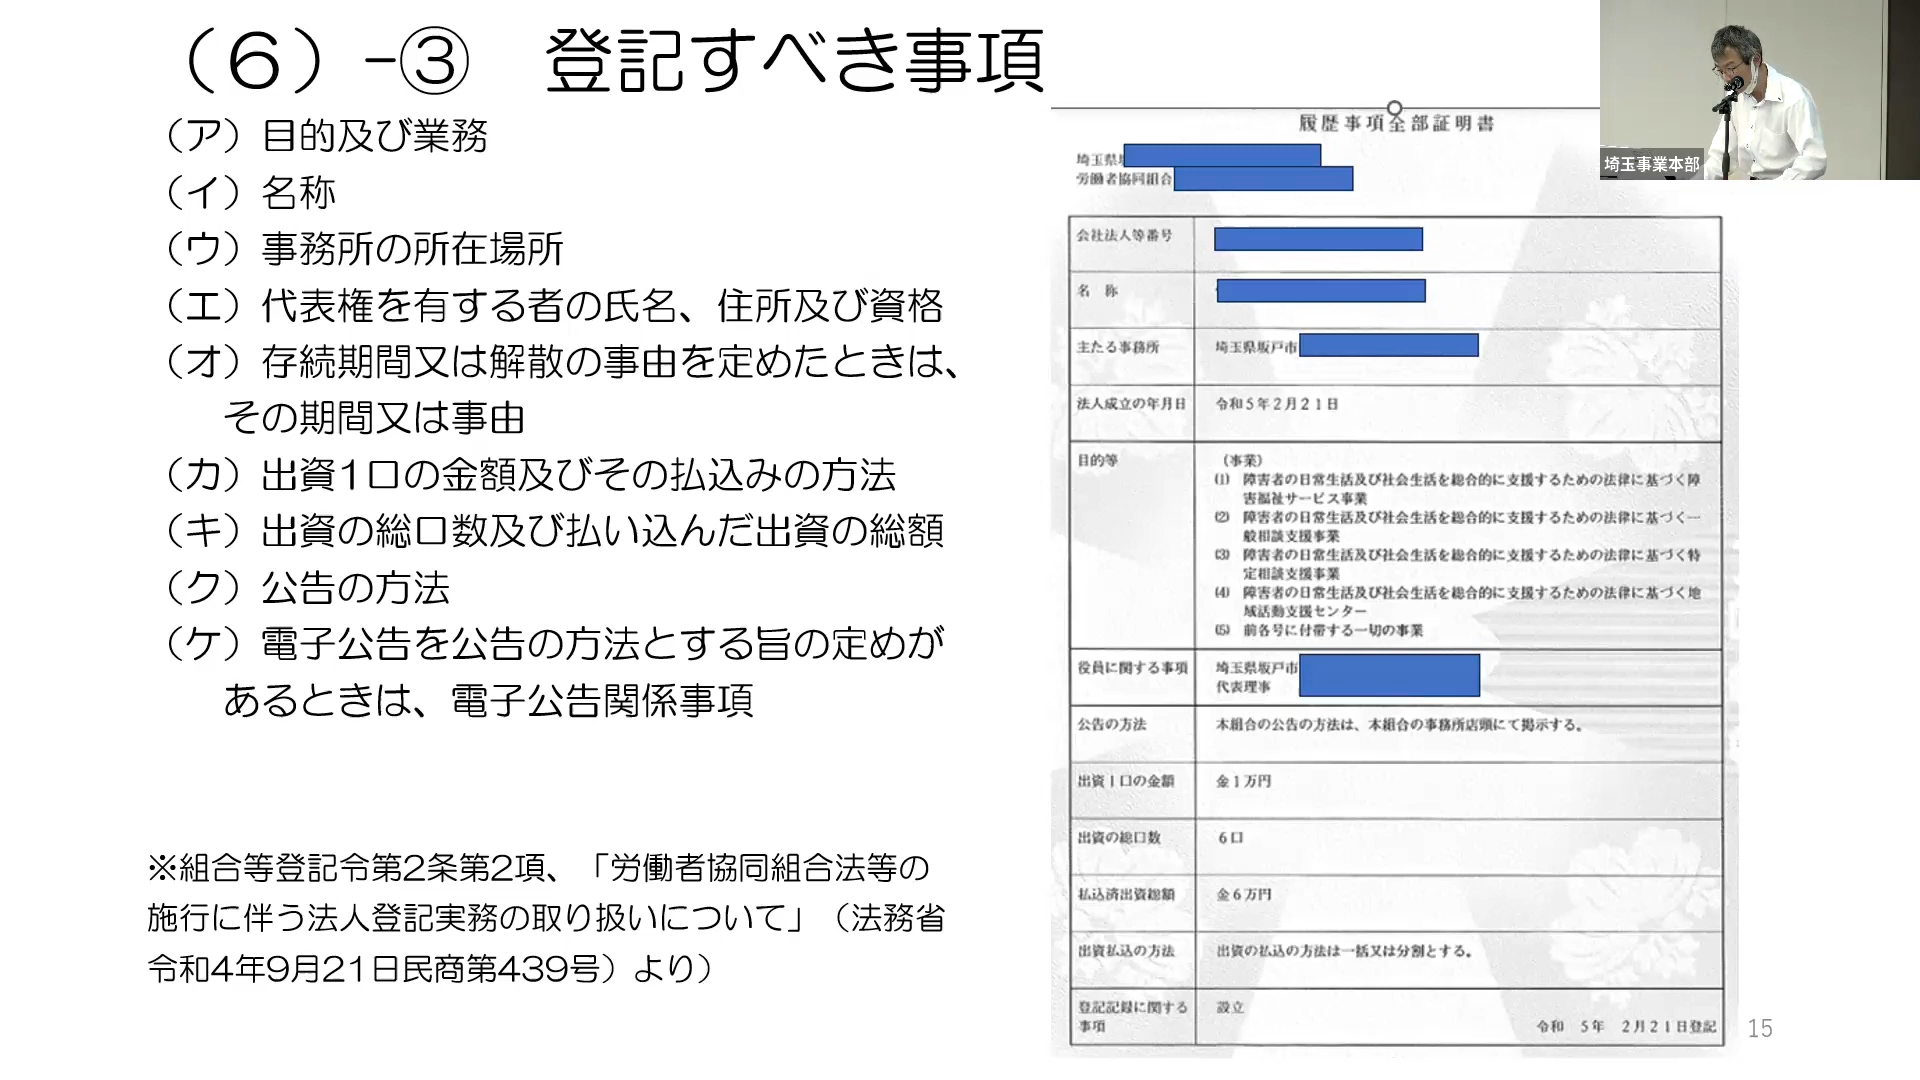 (6)-③ 登記すべき事項
(ア)目的及び業務
(イ)名称
(ウ)事務所の所在場所
(エ)代表権を有する者の氏名、住所及び資格
(オ)存続期間又は解散の事由を定めたときは、
その期間又は事由
(カ)出資1口の金額及びその払込みの方法
(キ)出資の総口数及び払い込んだ出資の総額
(ク)公告の方法
(ケ)電子公告を公告の方法とする旨の定めが
あるときは、電子公告関係事項
※組合等登記令第2条第2項、「労働者協同組合法等の
施行に伴う法人登記実務の取り扱いについて」(法務省
令和4年9月21日民商第439号)より)
履歴事項全部証明書
埼玉県
労働者協同組合
会社法人等番号
名 称
主たる事務所 埼玉県坂戸市
法人成立の年月日 令和5年2月21日
目的等 (事業)
(1) 障害者の日常生活及び社会生活を総合的に支援するための法律に基づく障
害福祉サービス事業
(2) 障害者の日常生活及び社会生活を総合的に支援するための法律に基づく一
般相談支援事業
(3) 障害者の日常生活及び社会生活を総合的に支援するための法律に基づく特
定相談支援事業
(4) 障害者の日常生活及び社会生活を総合的に支援するための法律に基づく地
域活動支援センター
(5) 前各号に付帯する一切の事業
役員に関する事項 埼玉県坂戸市
代表理事
公告の方法 本組合の公告の方法は、本組合の事務所店頭にて掲示する。
出資1口の金額 金1万円
出資の総口数 6口
払込済出資総額 金6万円
出資払込の方法 出資の払込の方法は一括又は分割とする。
登記記録に関する 設立
事項 令和 5年 2月21日登記
15
埼玉事業本部